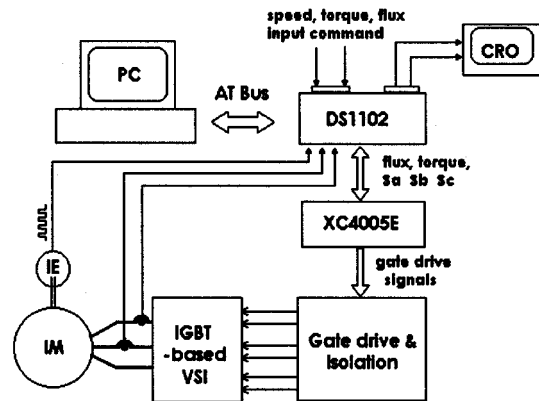 speed, torque, flux
input command
CRO
PC
AT Bus
DS1102
flux, torque,
Sa Sb Sc
XC4005E
IE
gate drive
signals
IM
IGBT
-based
VSI
Gate drive &
Isolation